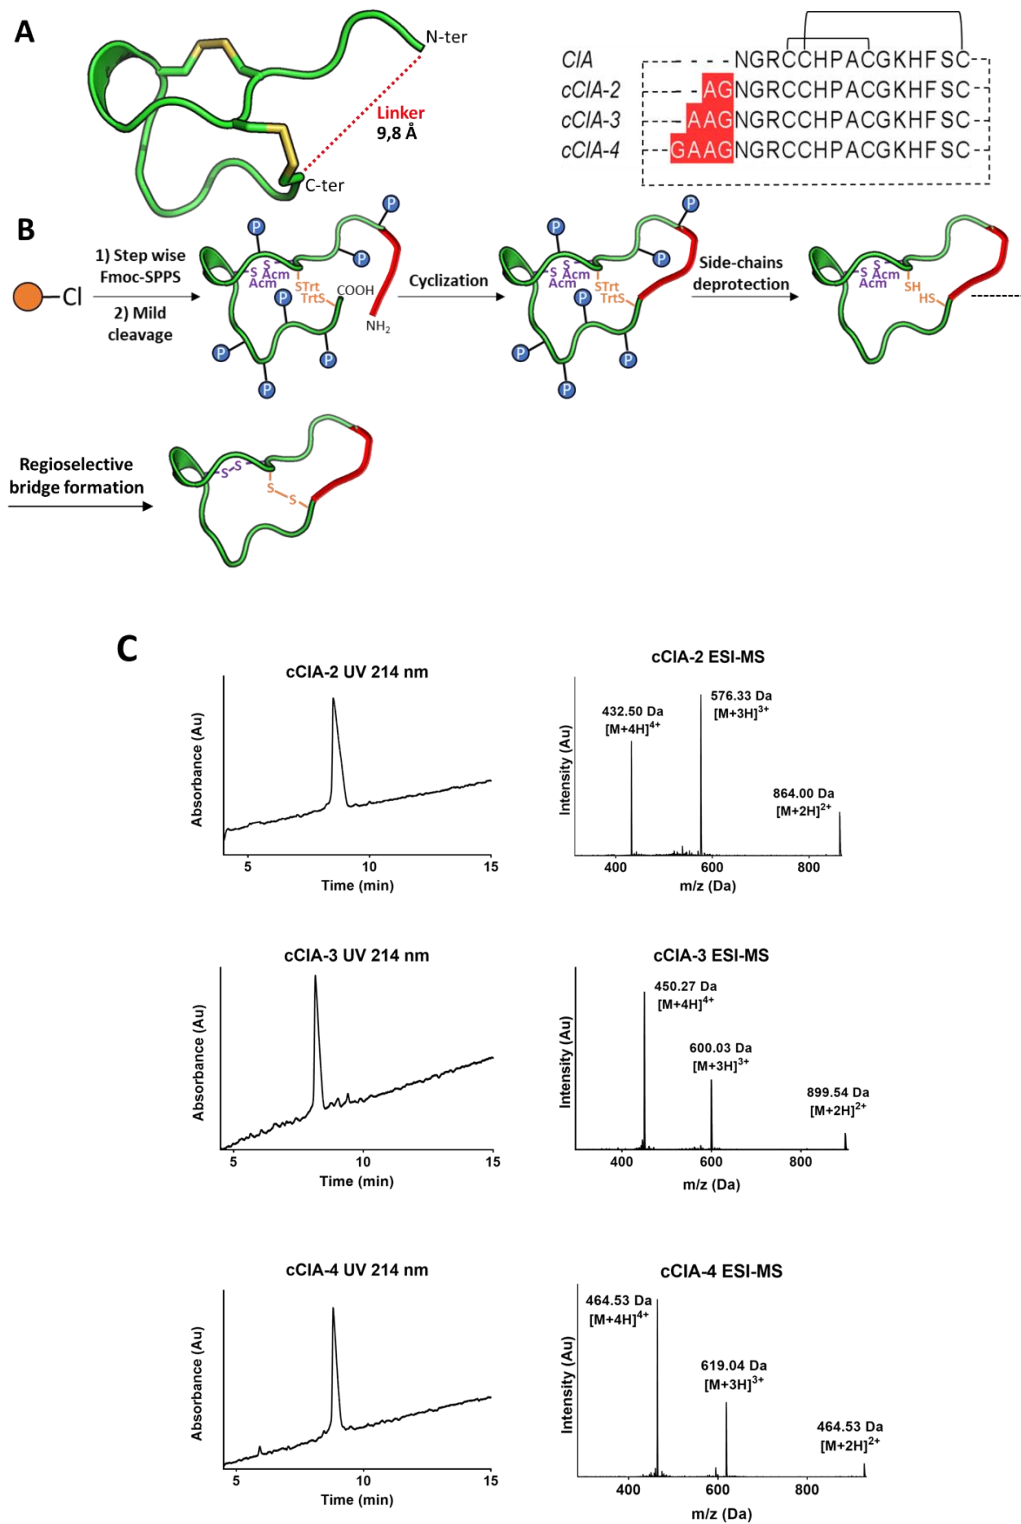 A
N-ter
Linker
9,8 Å
C-ter
CIA - - - - NGRCCHPACGKHFSC--
cCIA-2 ---- AGNGRCCHPACGKHFSC--
cCIA-3 ---AAGNGRCCHPACGKHFSC--
cCIA-4 --GAAGNGRCCHPACGKHFSC--
B
Cl
1) Step wise
Fmoc-SPPS
2) Mild
cleavage
P
P
P
P
P
P
P
S
S
Acm
Acm
STrt
TrtS
COOH
NH2
Cyclization
P
P
P
P
P
P
P
S
S
Acm
Acm
STrt
TrtS
Side-chains
deprotection
S
S
Acm
Acm
SH
HS
Regioselective
bridge formation
S
S
S
S
C
cCIA-2 UV 214 nm
Absorbance (Au)
5 10 15
Time (min)
cCIA-2 ESI-MS
576.33 Da
[M+3H]3+
432.50 Da
[M+4H]4+
864.00 Da
[M+2H]2+
Intensity (Au)
400 600 800
m/z (Da)
cCIA-3 UV 214 nm
Absorbance (Au)
5 10 15
Time (min)
cCIA-3 ESI-MS
450.27 Da
[M+4H]4+
600.03 Da
[M+3H]3+
899.54 Da
[M+2H]2+
Intensity (Au)
400 600 800
m/z (Da)
cCIA-4 UV 214 nm
Absorbance (Au)
5 10 15
Time (min)
cCIA-4 ESI-MS
464.53 Da
[M+4H]4+
619.04 Da
[M+3H]3+
464.53 Da
[M+2H]2+
Intensity (Au)
400 600 800
m/z (Da)